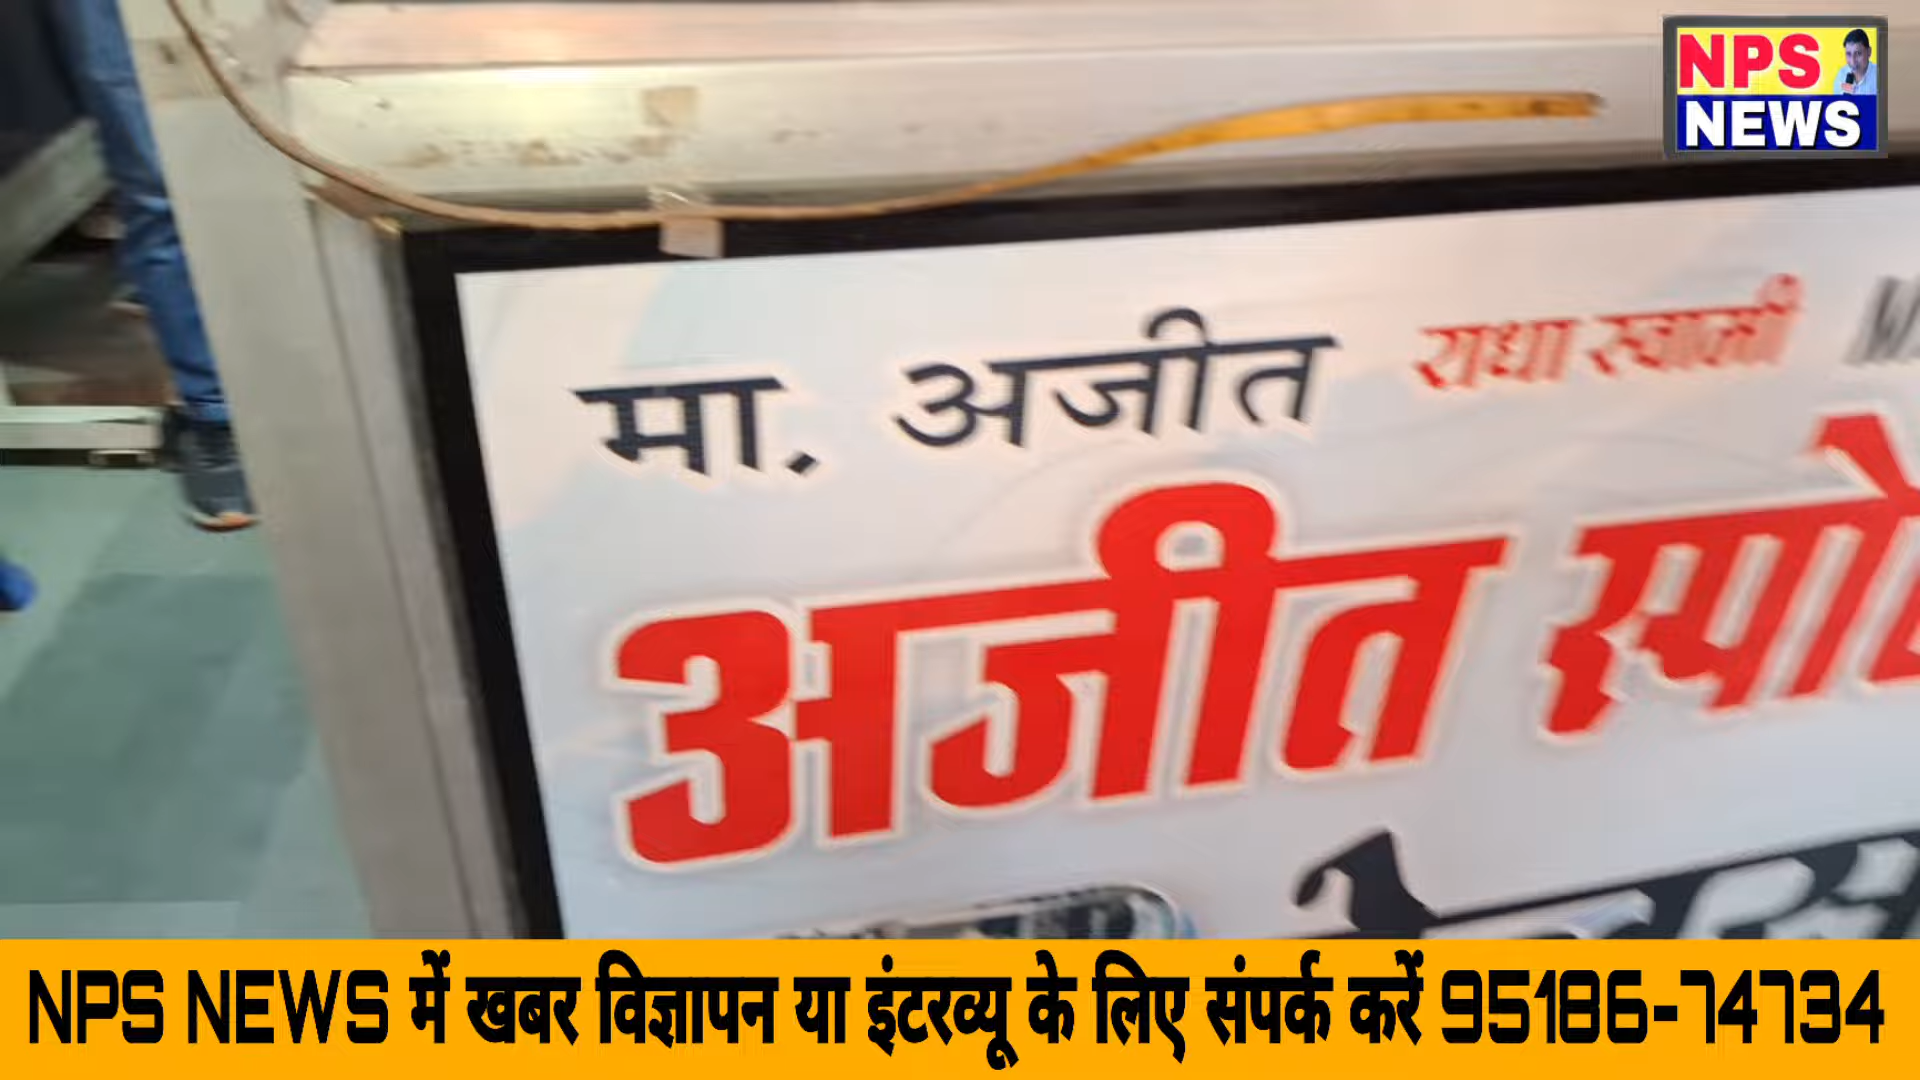 NPS
NEWS
मा. अजीत राधा स्वामी
अजीत
NPS NEWS में खबर विज्ञापन या इंटरव्यू के लिए संपर्क करें 95186-74734